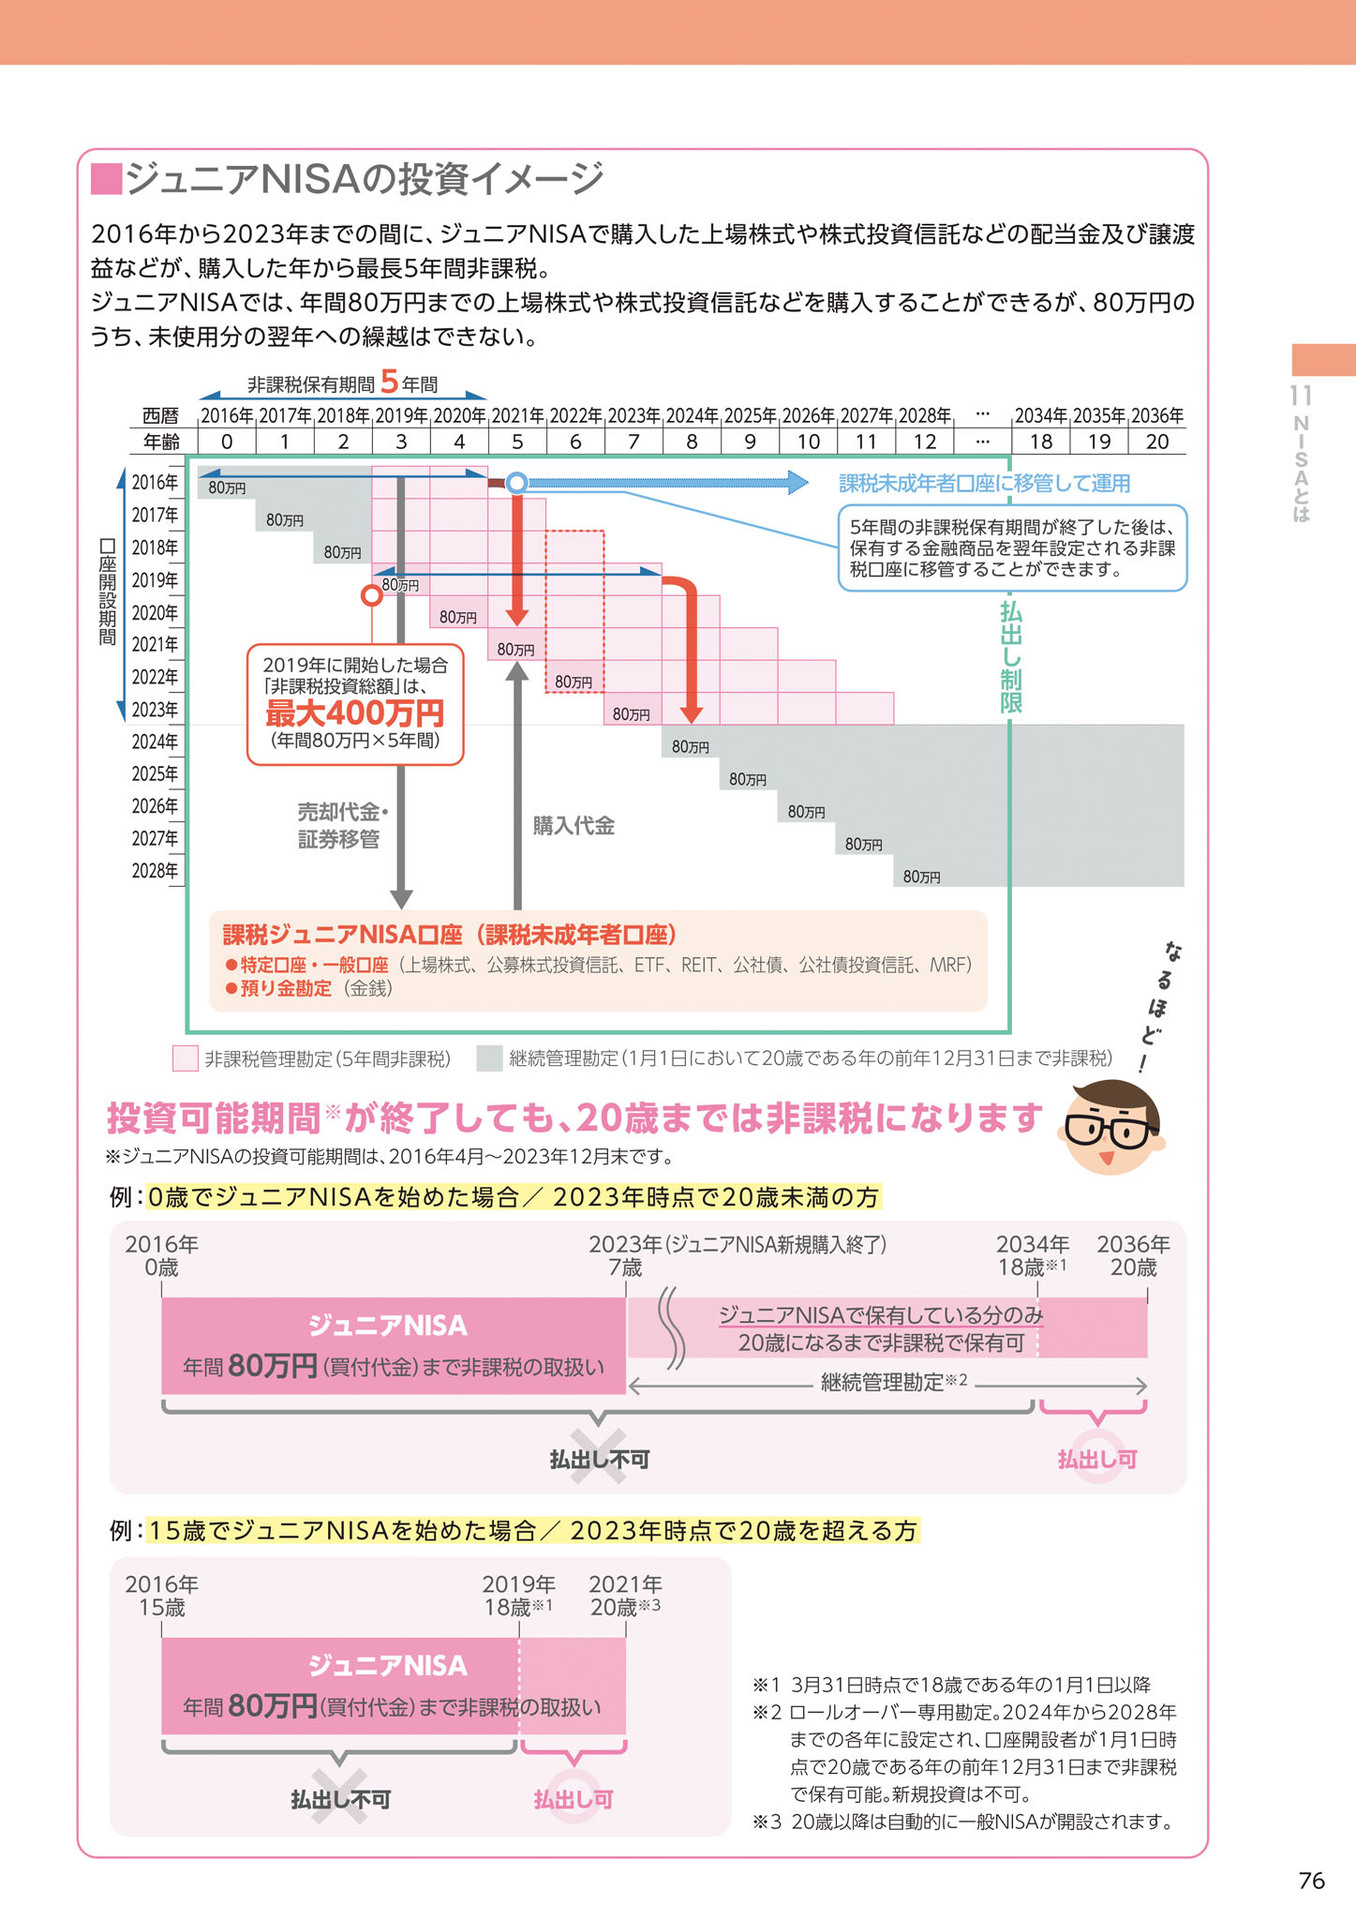 ■ジュニアNISAの投資イメージ
2016年から2023年までの間に、ジュニアNISAで購入した上場株式や株式投資信託などの配当金及び譲渡
益などが、購入した年から最長5年間非課税。
ジュニアNISAでは、年間80万円までの上場株式や株式投資信託などを購入することができるが、80万円の
うち、未使用分の翌年への繰越はできない。
非課税保有期間 5 年間
西暦 2016年 2017年 2018年 2019年 2020年 2021年 2022年 2023年 2024年 2025年 2026年 2027年 2028年 … 2034年 2035年 2036年
年齢 0 1 2 3 4 5 6 7 8 9 10 11 12 … 18 19 20
口座開設期間
2016年 80万円
2017年 80万円
2018年 80万円
2019年 80万円
2020年 80万円
2021年 80万円
2022年 80万円
2023年 80万円
2024年 80万円
2025年 80万円
2026年 80万円
2027年 80万円
2028年 80万円
課税未成年者口座に移管して運用
5年間の非課税保有期間が終了した後は、
保有する金融商品を翌年設定される非課
税口座に移管することができます。
払出し制限
2019年に開始した場合
「非課税投資総額」は、
最大400万円
(年間80万円×5年間)
売却代金・
証券移管
購入代金
課税ジュニアNISA口座（課税未成年者口座）
●特定口座・一般口座（上場株式、公募株式投資信託、ETF、REIT、公社債、公社債投資信託、MRF）
●預り金勘定（金銭）
非課税管理勘定（5年間非課税） 継続管理勘定（1月1日において20歳である年の前年12月31日まで非課税）
なるほど！
投資可能期間※が終了しても、20歳までは非課税になります
※ジュニアNISAの投資可能期間は、2016年4月～2023年12月末です。
例：0歳でジュニアNISAを始めた場合／ 2023年時点で20歳未満の方
2016年 2023年（ジュニアNISA新規購入終了） 2034年 2036年
0歳 7歳 18歳※1 20歳
ジュニアNISA
年間80万円（買付代金）まで非課税の取扱い
ジュニアNISAで保有している分のみ
20歳になるまで非課税で保有可
継続管理勘定※2
払出し不可 払出し可
例：15歳でジュニアNISAを始めた場合／ 2023年時点で20歳を超える方
2016年 2019年 2021年
15歳 18歳※1 20歳※3
ジュニアNISA
年間80万円（買付代金）まで非課税の取扱い
払出し不可 払出し可
※1 3月31日時点で18歳である年の1月1日以降
※2 ロールオーバー専用勘定。2024年から2028年
までの各年に設定され、口座開設者が1月1日時
点で20歳である年の前年12月31日まで非課税
で保有可能。新規投資は不可。
※3 20歳以降は自動的に一般NISAが開設されます。
11 NISAとは
76